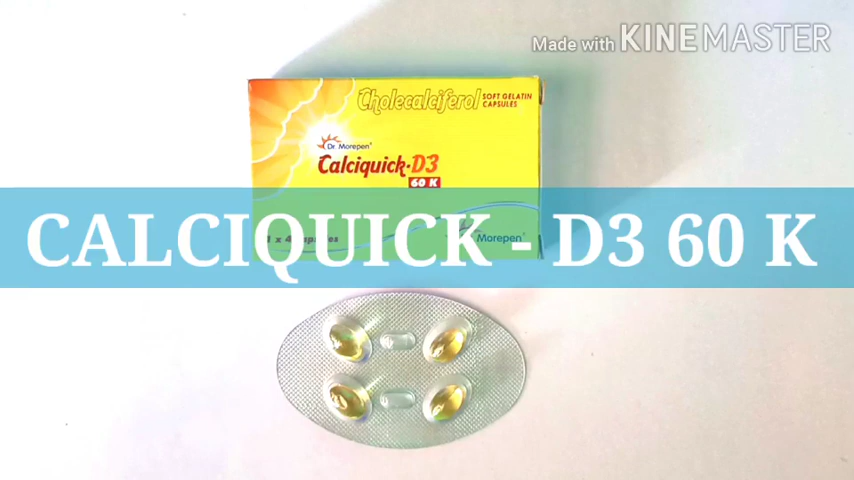 Made with KINEMASTER
Cholecalciferol SOFT GELATIN
CAPSULES
Dr. Morepen
Calciquick-D3
60 K
CALCIQUICK - D3 60 K
Morepen